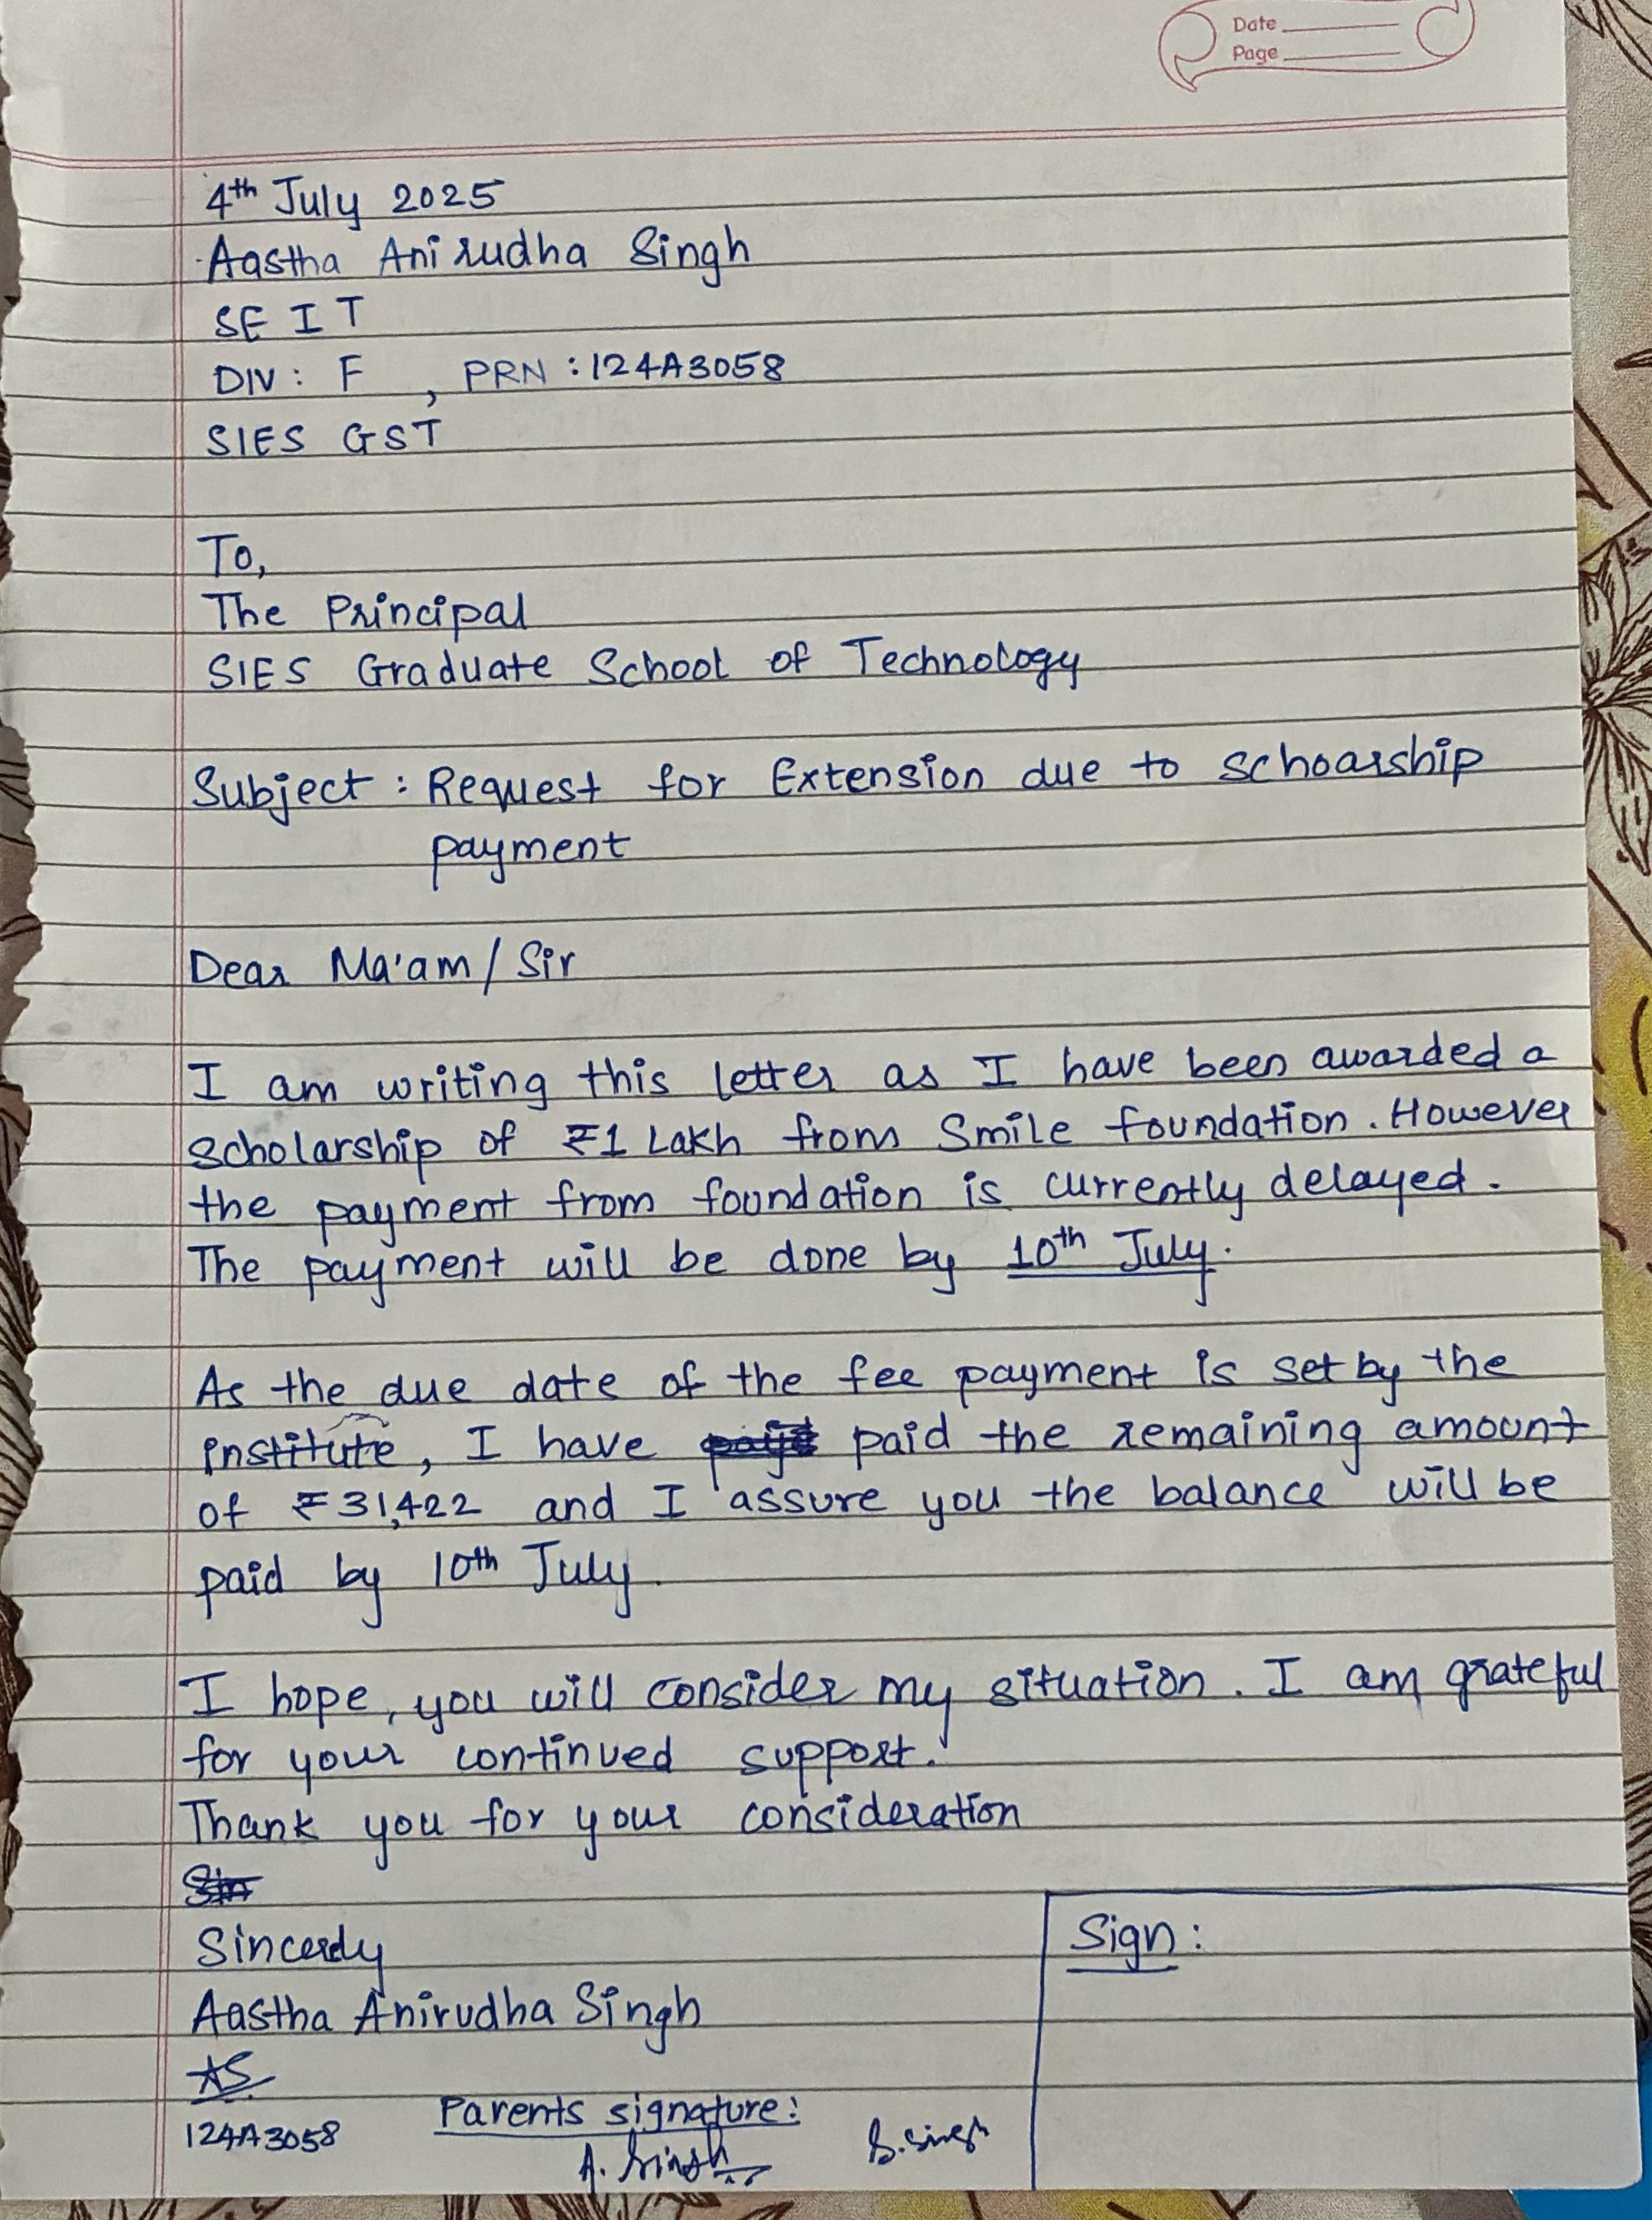 Date
Page
4th July 2025
Aastha Anirudha Singh
SE IT
DIV : F , PRN : 124A3058
SIES GST
To,
The Principal
SIES Graduate School of Technology
Subject : Request for Extension due to schoarship
payment
Dear Ma'am / Sir
I am writing this letter as I have been awarded a
scholarship of ₹1 Lakh from Smile foundation. However
the payment from foundation is currently delayed.
The payment will be done by 10th July.
As the due date of the fee payment is set by the
institute, I have paid the remaining amount
of ₹31,422 and I assure you the balance will be
paid by 10th July.
I hope, you will consider my situation. I am grateful
for your continued support.
Thank you for your consideration
Sincerely
Aastha Anirudha Singh
AS
124A3058
Parents signature:
A. Singh
S. Singh
Sign :